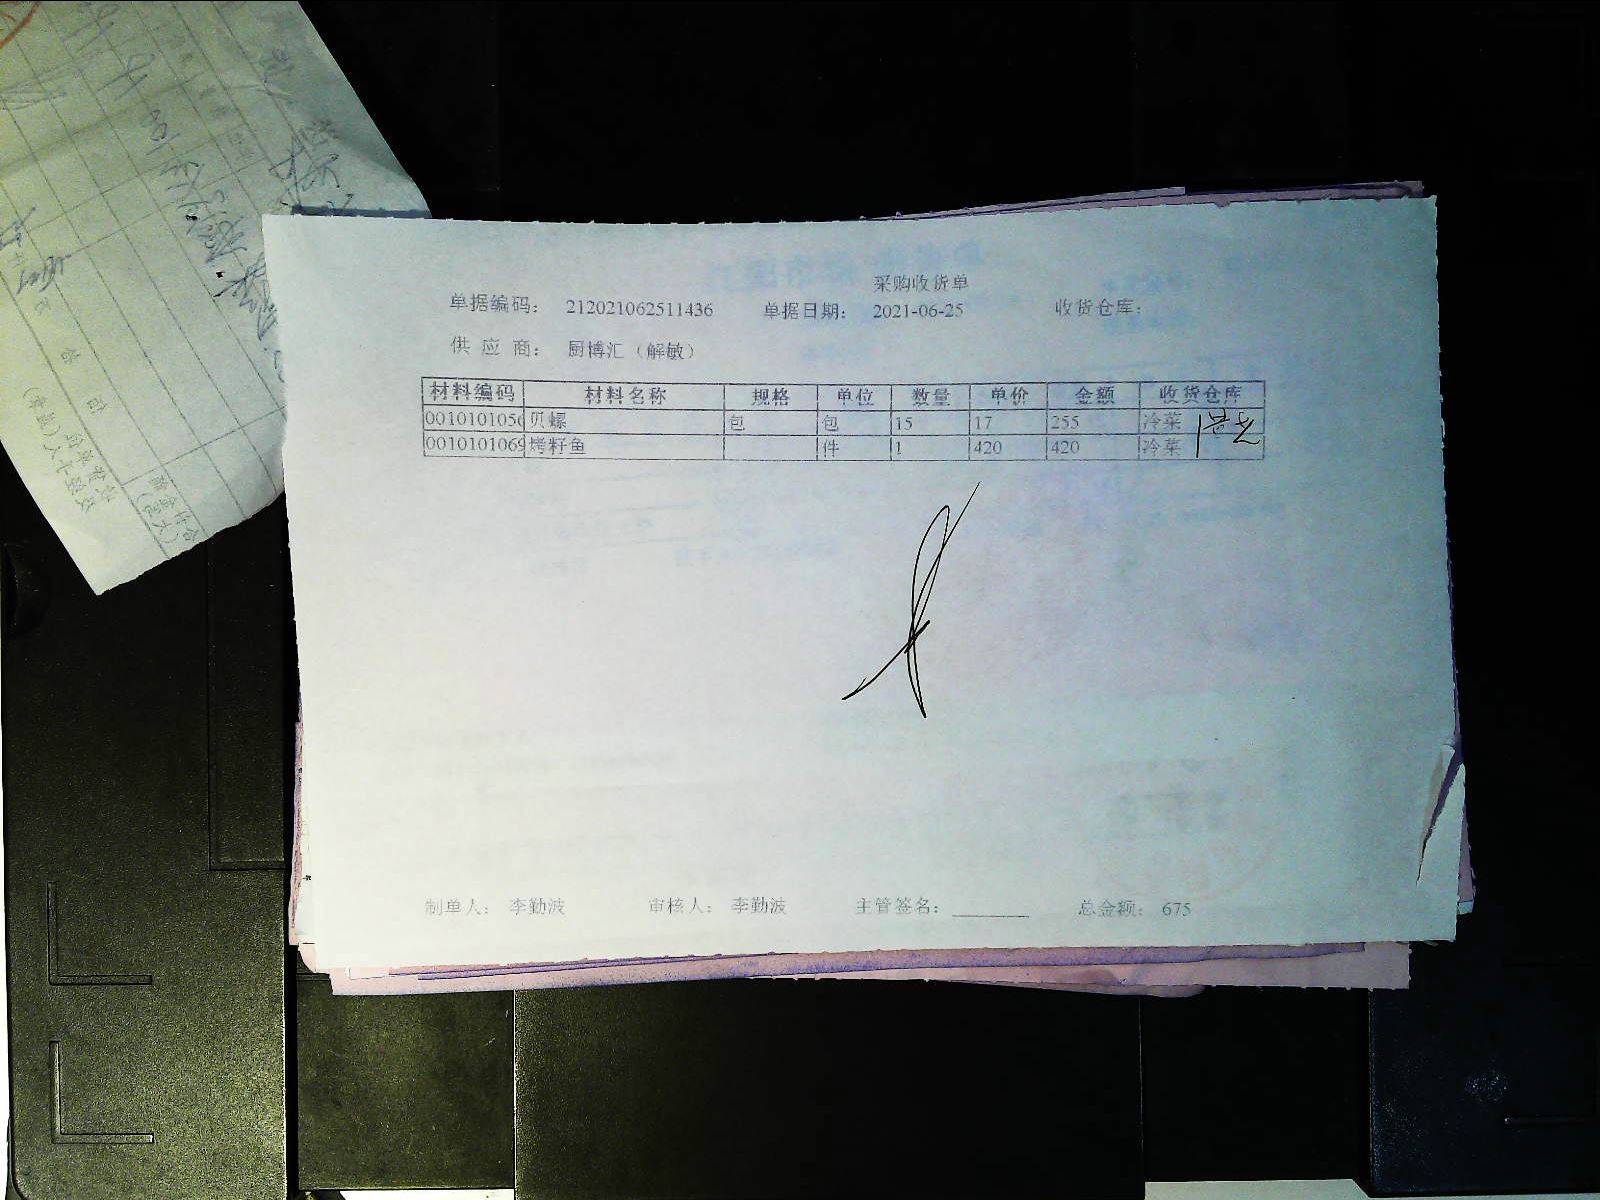 采购收货单
单据编码： 212021062511436 单据日期： 2021-06-25 收货仓库：
供 应 商： 厨博汇（解敏）
材料编码 材料名称 规格 单位 数量 单价 金额 收货仓库
0010101056 贝螺 包 包 15 17 255 冷菜
0010101069 烤籽鱼 件 1 420 420 冷菜
制单人： 李勤波 审核人： 李勤波 主管签名： 总金额： 675